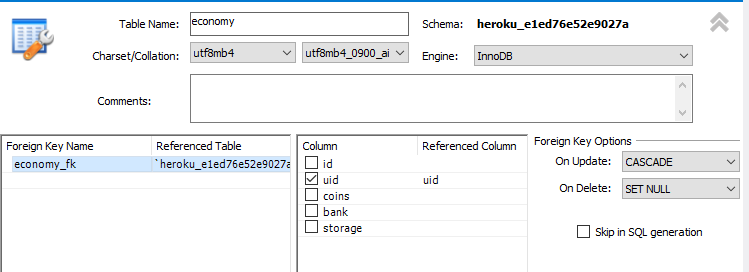 Table Name: economy Schema: heroku_e1ed76e52e9027a
Charset/Collation: utf8mb4 utf8mb4_0900_ai Engine: InnoDB
Comments:
Foreign Key Name Referenced Table
economy_fk `heroku_e1ed76e52e9027a
Column Referenced Column
id
uid uid
coins
bank
storage
Foreign Key Options
On Update: CASCADE
On Delete: SET NULL
Skip in SQL generation